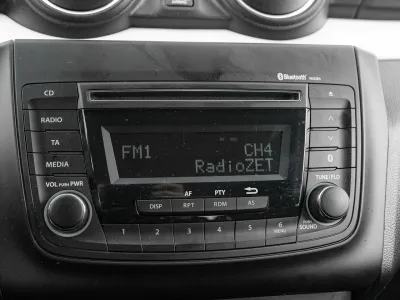 Bluetooth
CD
RADIO
TA
MEDIA
VOL PUSH PWR
FM1 CH4
RadioZET
TUNE/FLD
AF PTY
DISP RPT RDM AS
1 2 3 4 5 6
MENU
SOUND